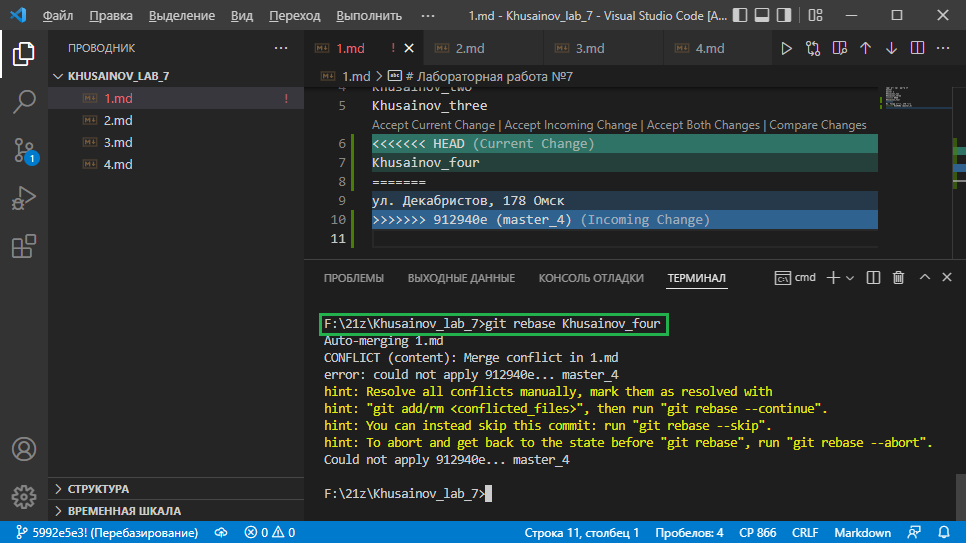 Файл Правка Выделение Вид Переход Выполнить ··· 1.md - Khusainov_lab_7 - Visual Studio Code [А...
ПРОВОДНИК ···
KHUSAINOV_LAB_7
1.md !
2.md
3.md
4.md
СТРУКТУРА
ВРЕМЕННАЯ ШКАЛА
1
1.md ! 2.md 3.md 4.md ···
1.md > abc # Лабораторная работа №7
4 Khusainov_two
5 Khusainov_three
Accept Current Change | Accept Incoming Change | Accept Both Changes | Compare Changes
6 <<<<<<< HEAD (Current Change)
7 Khusainov_four
8 =======
9 ул. Декабристов, 178 Омск
10 >>>>>>> 912940e (master_4) (Incoming Change)
11
ПРОБЛЕМЫ ВЫХОДНЫЕ ДАННЫЕ КОНСОЛЬ ОТЛАДКИ ТЕРМИНАЛ cmd
F:\21z\Khusainov_lab_7>git rebase Khusainov_four
Auto-merging 1.md
CONFLICT (content): Merge conflict in 1.md
error: could not apply 912940e... master_4
hint: Resolve all conflicts manually, mark them as resolved with
hint: "git add/rm <conflicted_files>", then run "git rebase --continue".
hint: You can instead skip this commit: run "git rebase --skip".
hint: To abort and get back to the state before "git rebase", run "git rebase --abort".
Could not apply 912940e... master_4
F:\21z\Khusainov_lab_7>
5992e5e3! (Перебазирование) 0 0 Строка 11, столбец 1 Пробелов: 4 CP 866 CRLF Markdown